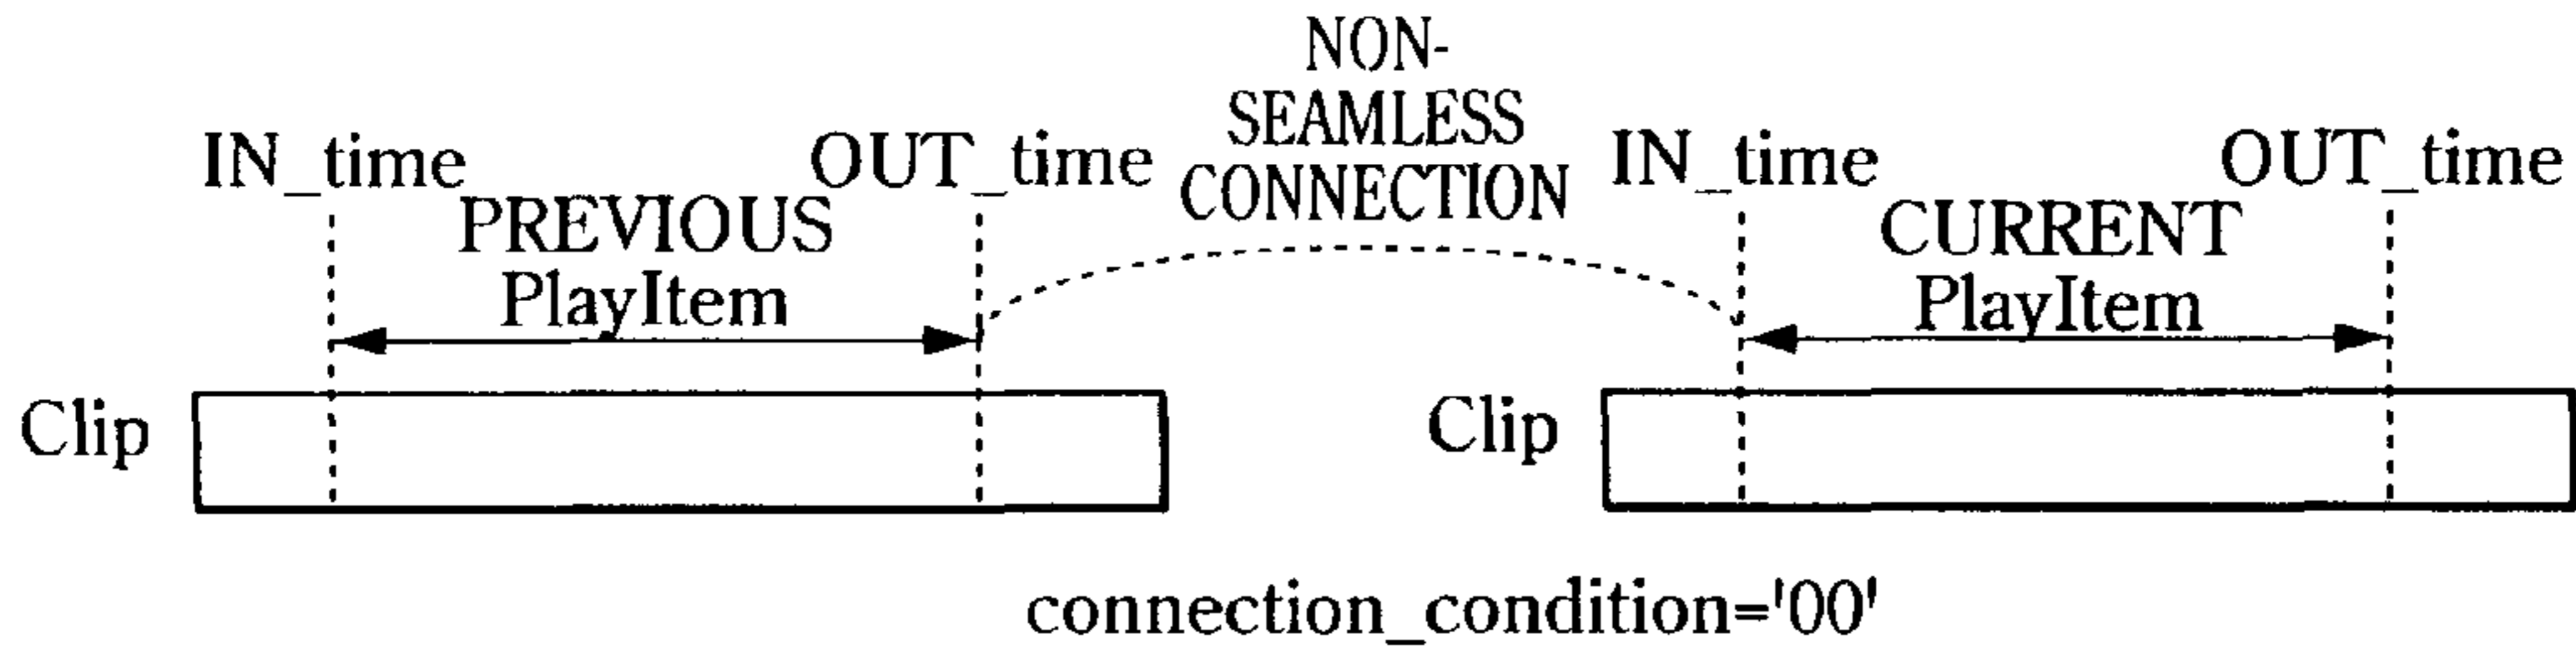 NON-
SEAMLESS
CONNECTION
IN_time
OUT_time
IN_time
OUT_time
PREVIOUS
PlayItem
CURRENT
PlayItem
Clip
Clip
connection_condition='00'